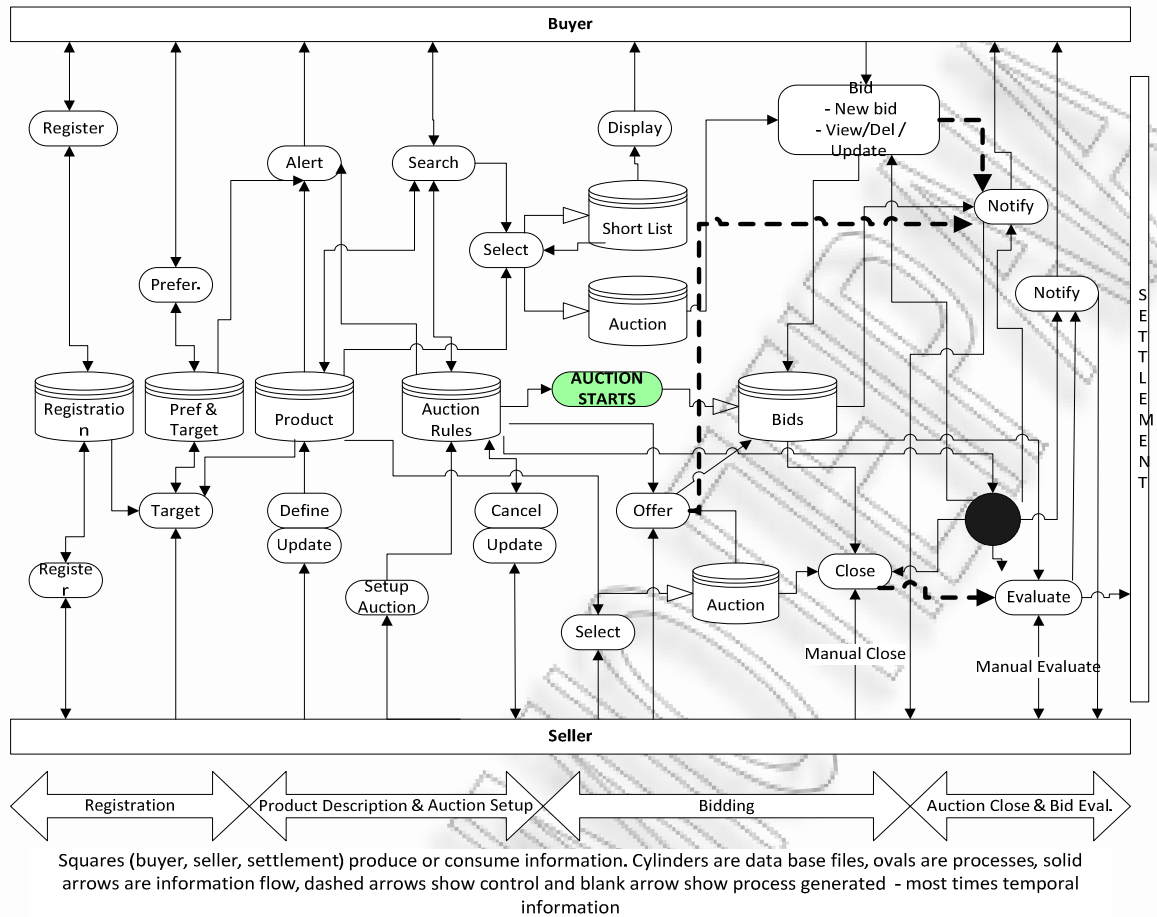 Buyer
Register
Alert
Search
Display
Bid
- New bid
- View/Del /
Update
Notify
Short List
Select
Prefer.
Auction
Notify
SETTLEMENT
Registratio
n
Pref &
Target
Product
Auction
Rules
AUCTION
STARTS
Bids
Target
Define
Update
Cancel
Update
Offer
Registe
r
Setup
Auction
Select
Auction
Close
Evaluate
Manual Close
Manual Evaluate
Seller
Registration
Product Description & Auction Setup
Bidding
Auction Close & Bid Eval.
Squares (buyer, seller, settlement) produce or consume information. Cylinders are data base files, ovals are processes, solid
arrows are information flow, dashed arrows show control and blank arrow show process generated - most times temporal
information